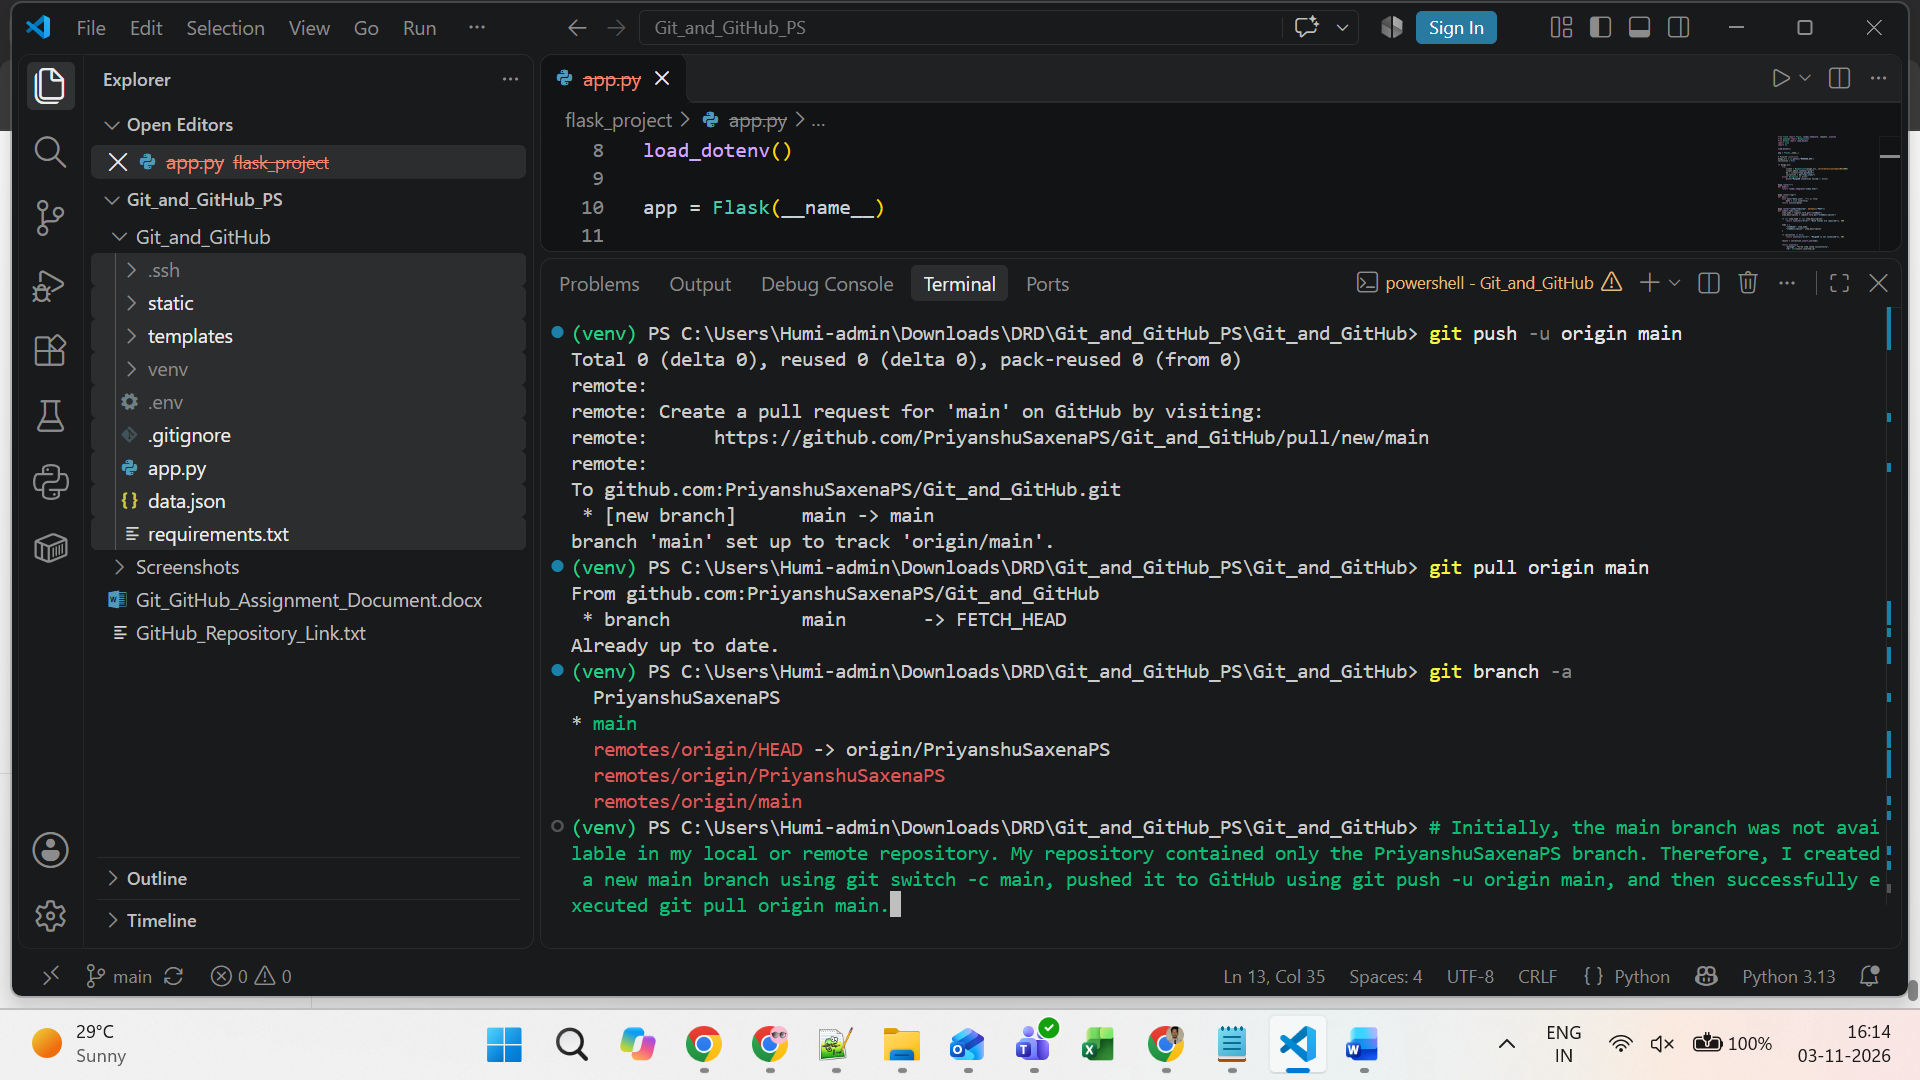 File Edit Selection View Go Run ...
Git_and_GitHub_PS
Sign In
Explorer
Open Editors
app.py flask_project
Git_and_GitHub_PS
Git_and_GitHub
.ssh
static
templates
venv
.env
.gitignore
app.py
data.json
requirements.txt
Screenshots
Git_GitHub_Assignment_Document.docx
GitHub_Repository_Link.txt
Outline
Timeline
app.py
flask_project > app.py > ...
8 load_dotenv()
9
10 app = Flask(__name__)
11
Problems Output Debug Console Terminal Ports
powershell - Git_and_GitHub
(venv) PS C:\Users\Humi-admin\Downloads\DRD\Git_and_GitHub_PS\Git_and_GitHub> git push -u origin main
Total 0 (delta 0), reused 0 (delta 0), pack-reused 0 (from 0)
remote:
remote: Create a pull request for 'main' on GitHub by visiting:
remote:      https://github.com/PriyanshuSaxenaPS/Git_and_GitHub/pull/new/main
remote:
To github.com:PriyanshuSaxenaPS/Git_and_GitHub.git
 * [new branch]      main -> main
branch 'main' set up to track 'origin/main'.
(venv) PS C:\Users\Humi-admin\Downloads\DRD\Git_and_GitHub_PS\Git_and_GitHub> git pull origin main
From github.com:PriyanshuSaxenaPS/Git_and_GitHub
 * branch            main       -> FETCH_HEAD
Already up to date.
(venv) PS C:\Users\Humi-admin\Downloads\DRD\Git_and_GitHub_PS\Git_and_GitHub> git branch -a
  PriyanshuSaxenaPS
* main
  remotes/origin/HEAD -> origin/PriyanshuSaxenaPS
  remotes/origin/PriyanshuSaxenaPS
  remotes/origin/main
(venv) PS C:\Users\Humi-admin\Downloads\DRD\Git_and_GitHub_PS\Git_and_GitHub> # Initially, the main branch was not avai
lable in my local or remote repository. My repository contained only the PriyanshuSaxenaPS branch. Therefore, I created
 a new main branch using git switch -c main, pushed it to GitHub using git push -u origin main, and then successfully e
xecuted git pull origin main.
main 0 0
Ln 13, Col 35 Spaces: 4 UTF-8 CRLF {} Python Python 3.13
29°C
Sunny
ENG
IN
100%
16:14
03-11-2026